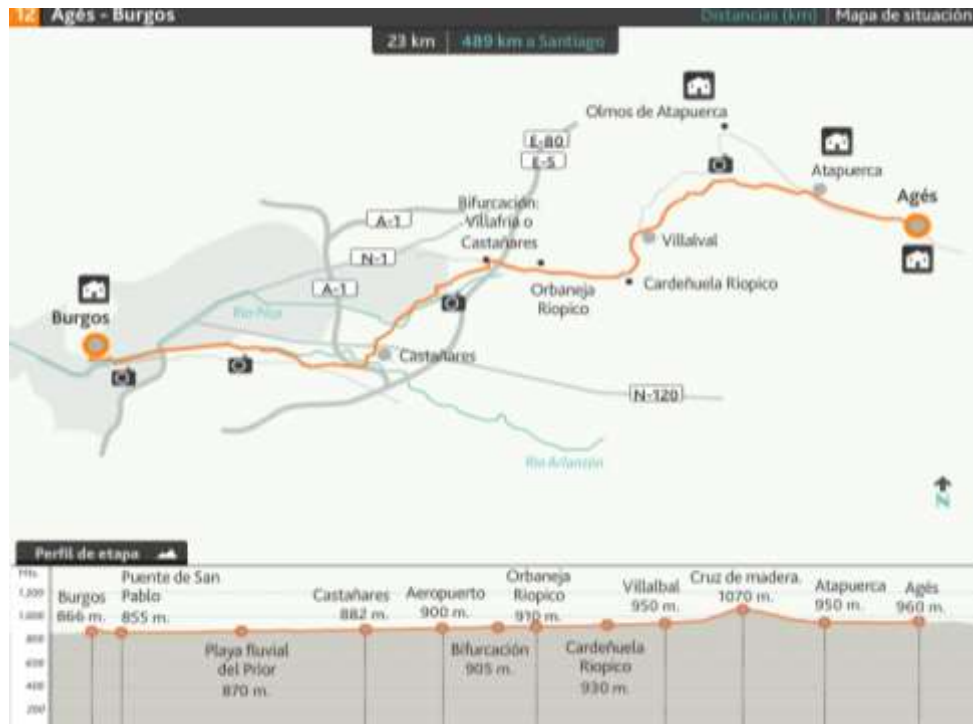 12 Agés - Burgos
Distancias (km) | Mapa de situación
23 km | 489 km a Santiago
Olmos de Atapuerca
E-80
E-5
Atapuerca
Agés
Bifurcación:
Villafría o
Castañares
A-1
Villalval
N-1
A-1
Orbaneja
Riopico
Cardeñuela Riopico
Burgos
Río Pico
Castañares
N-120
Río Arlanzón
N
Perfil de etapa
Mts.
1,200
1,000
800
600
400
200
Burgos
866 m.
Puente de San
Pablo
855 m.
Playa fluvial
del Prior
870 m.
Castañares
882 m.
Aeropuerto
900 m.
Bifurcación
905 m.
Orbaneja
Riopico
910 m.
Cardeñuela
Riopico
930 m.
Villalbal
950 m.
Cruz de madera.
1070 m.
Atapuerca
950 m.
Agés
960 m.